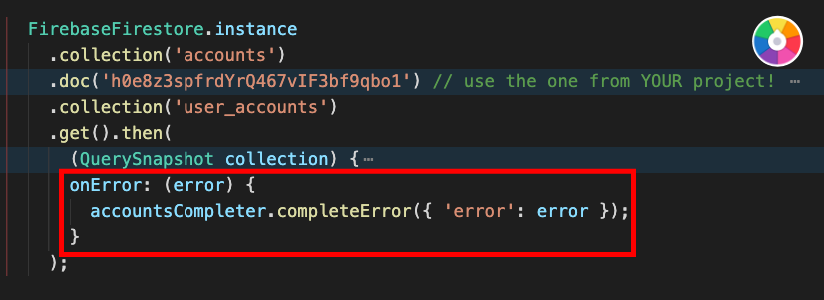 FirebaseFirestore.instance
.collection('accounts')
.doc('h0e8z3spfrdYrQ467vIF3bf9qbo1') // use the one from YOUR project! ⋯
.collection('user_accounts')
.get().then(
(QuerySnapshot collection) {⋯
onError: (error) {
accountsCompleter.completeError({ 'error': error });
}
);